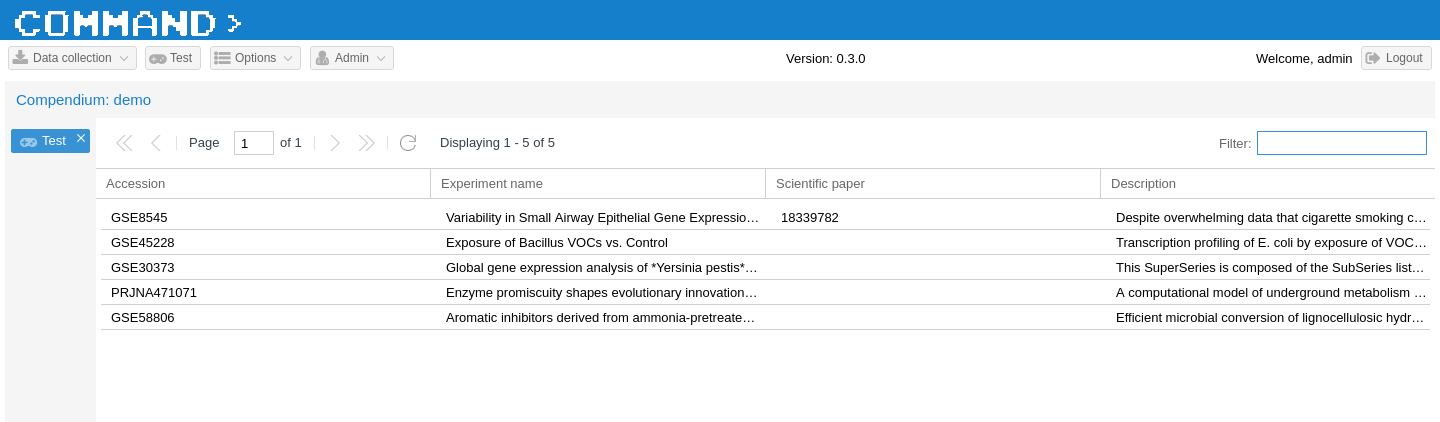 COMMAND>
Data collection Test Options Admin Version: 0.3.0 Welcome, admin Logout
Compendium: demo
Test
Page 1 of 1 Displaying 1 - 5 of 5 Filter:
Accession Experiment name Scientific paper Description
GSE8545 Variability in Small Airway Epithelial Gene Expressio… 18339782 Despite overwhelming data that cigarette smoking c…
GSE45228 Exposure of Bacillus VOCs vs. Control Transcription profiling of E. coli by exposure of VOC…
GSE30373 Global gene expression analysis of *Yersinia pestis*… This SuperSeries is composed of the SubSeries list…
PRJNA471071 Enzyme promiscuity shapes evolutionary innovation… A computational model of underground metabolism …
GSE58806 Aromatic inhibitors derived from ammonia-pretreate… Efficient microbial conversion of lignocellulosic hydr…